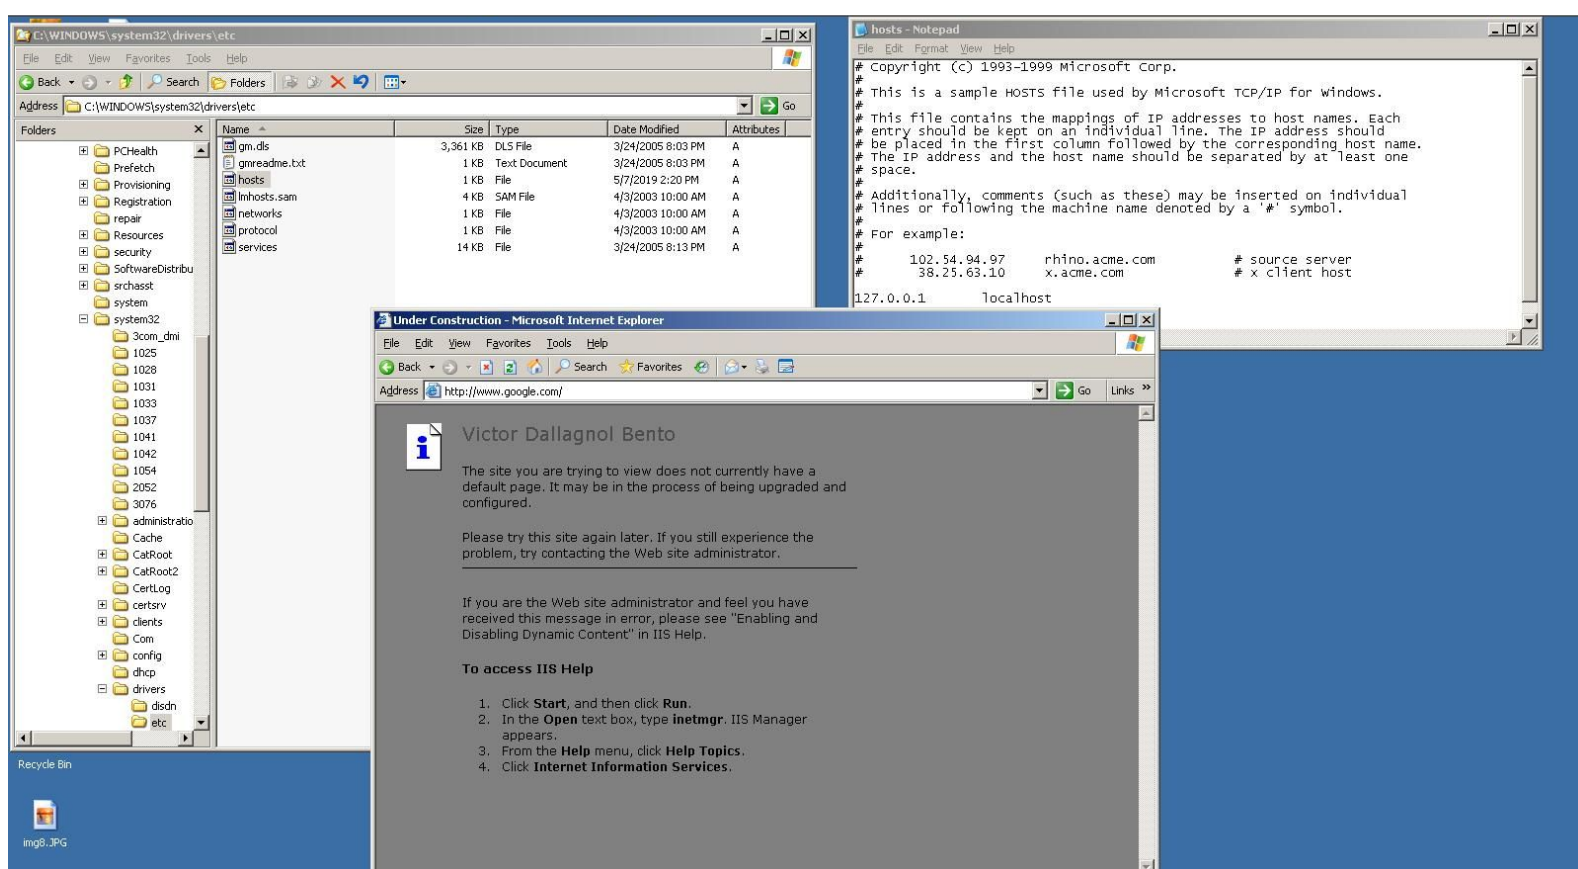 C:\WINDOWS\system32\drivers\etc
File Edit View Favorites Tools Help
Back Search Folders
Address C:\WINDOWS\system32\drivers\etc Go
Folders
PCHealth
Prefetch
Provisioning
Registration
repair
Resources
security
SoftwareDistribu
srchasst
system
system32
3com_dmi
1025
1028
1031
1033
1037
1041
1042
1054
2052
3076
administratio
Cache
CatRoot
CatRoot2
CertLog
certsrv
clients
Com
config
dhcp
drivers
disdn
etc
Name Size Type Date Modified Attributes
gm.dls 3,361 KB DLS File 3/24/2005 8:03 PM A
gmreadme.txt 1 KB Text Document 3/24/2005 8:03 PM A
hosts 1 KB File 5/7/2019 2:20 PM A
lmhosts.sam 4 KB SAM File 4/3/2003 10:00 AM A
networks 1 KB File 4/3/2003 10:00 AM A
protocol 1 KB File 4/3/2003 10:00 AM A
services 14 KB File 3/24/2005 8:13 PM A
hosts - Notepad
File Edit Format View Help
# Copyright (c) 1993-1999 Microsoft Corp.
#
# This is a sample HOSTS file used by Microsoft TCP/IP for Windows.
#
# This file contains the mappings of IP addresses to host names. Each
# entry should be kept on an individual line. The IP address should
# be placed in the first column followed by the corresponding host name.
# The IP address and the host name should be separated by at least one
# space.
#
# Additionally, comments (such as these) may be inserted on individual
# lines or following the machine name denoted by a '#' symbol.
#
# For example:
#
# 102.54.94.97 rhino.acme.com # source server
# 38.25.63.10 x.acme.com # x client host
127.0.0.1 localhost
Under Construction - Microsoft Internet Explorer
File Edit View Favorites Tools Help
Back Search Favorites
Address http://www.google.com/ Go Links »
Victor Dallagnol Bento
The site you are trying to view does not currently have a
default page. It may be in the process of being upgraded and
configured.
Please try this site again later. If you still experience the
problem, try contacting the Web site administrator.
If you are the Web site administrator and feel you have
received this message in error, please see "Enabling and
Disabling Dynamic Content" in IIS Help.
To access IIS Help
1. Click Start, and then click Run.
2. In the Open text box, type inetmgr. IIS Manager
appears.
3. From the Help menu, click Help Topics.
4. Click Internet Information Services.
Recycle Bin
img8.JPG